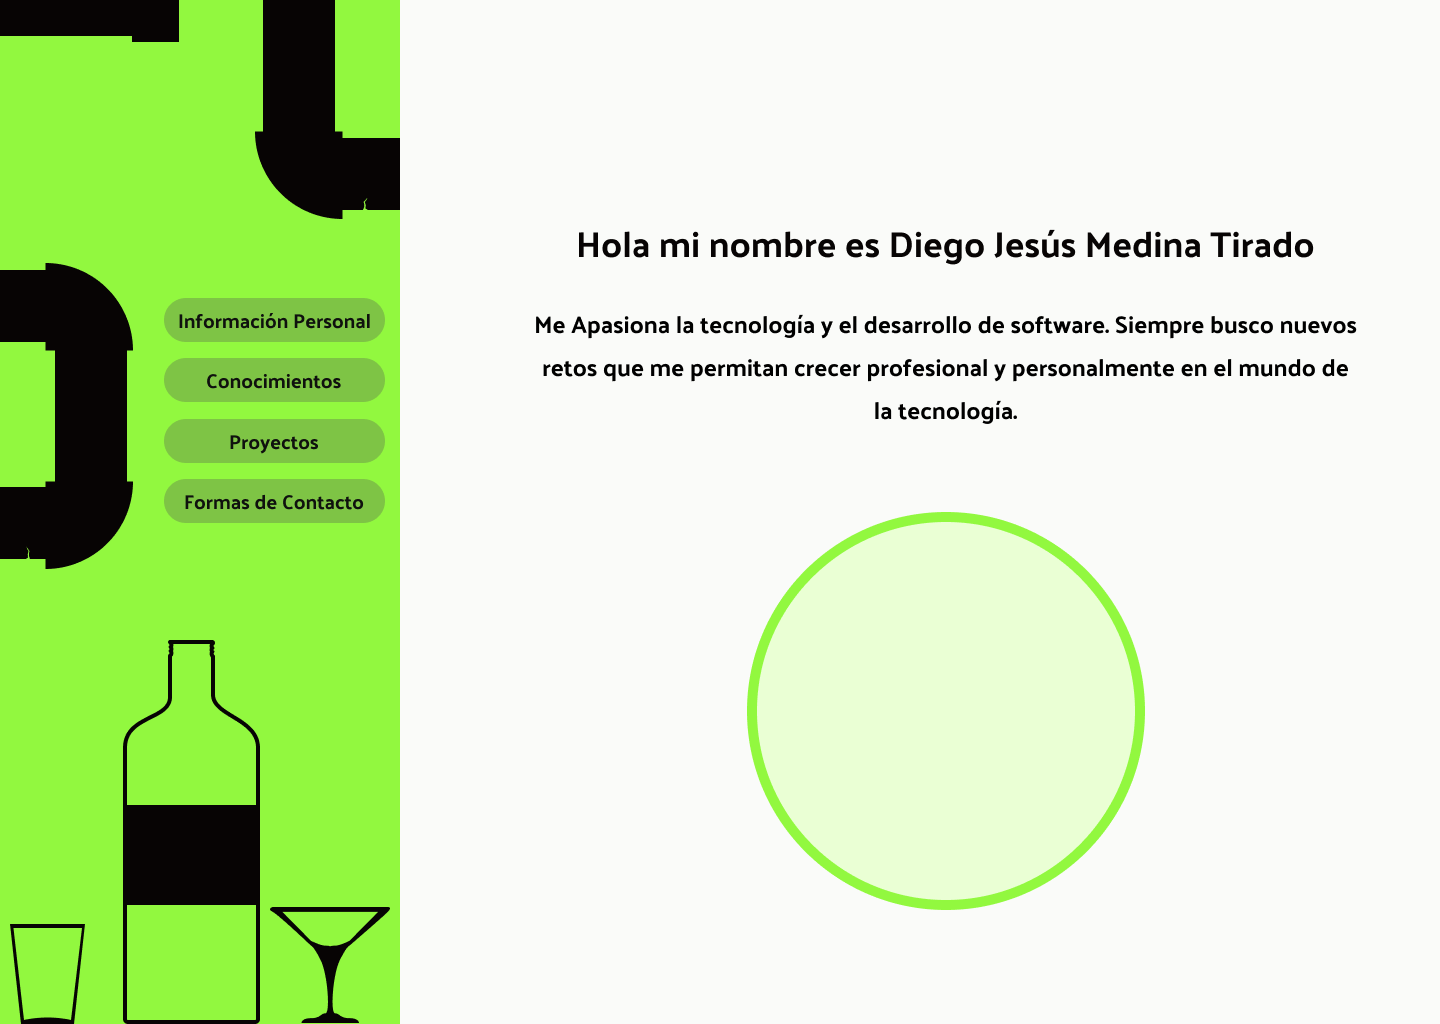 Hola mi nombre es Diego Jesús Medina Tirado
Me Apasiona la tecnología y el desarrollo de software. Siempre busco nuevos
retos que me permitan crecer profesional y personalmente en el mundo de
la tecnología.
Información Personal
Conocimientos
Proyectos
Formas de Contacto